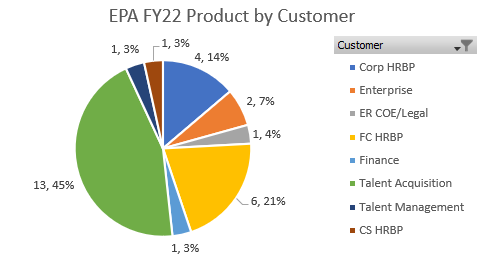 EPA FY22 Product by Customer
1, 3%
1, 3%
4, 14%
2, 7%
1, 4%
6, 21%
1, 3%
13, 45%
Customer
Corp HRBP
Enterprise
ER COE/Legal
FC HRBP
Finance
Talent Acquisition
Talent Management
CS HRBP